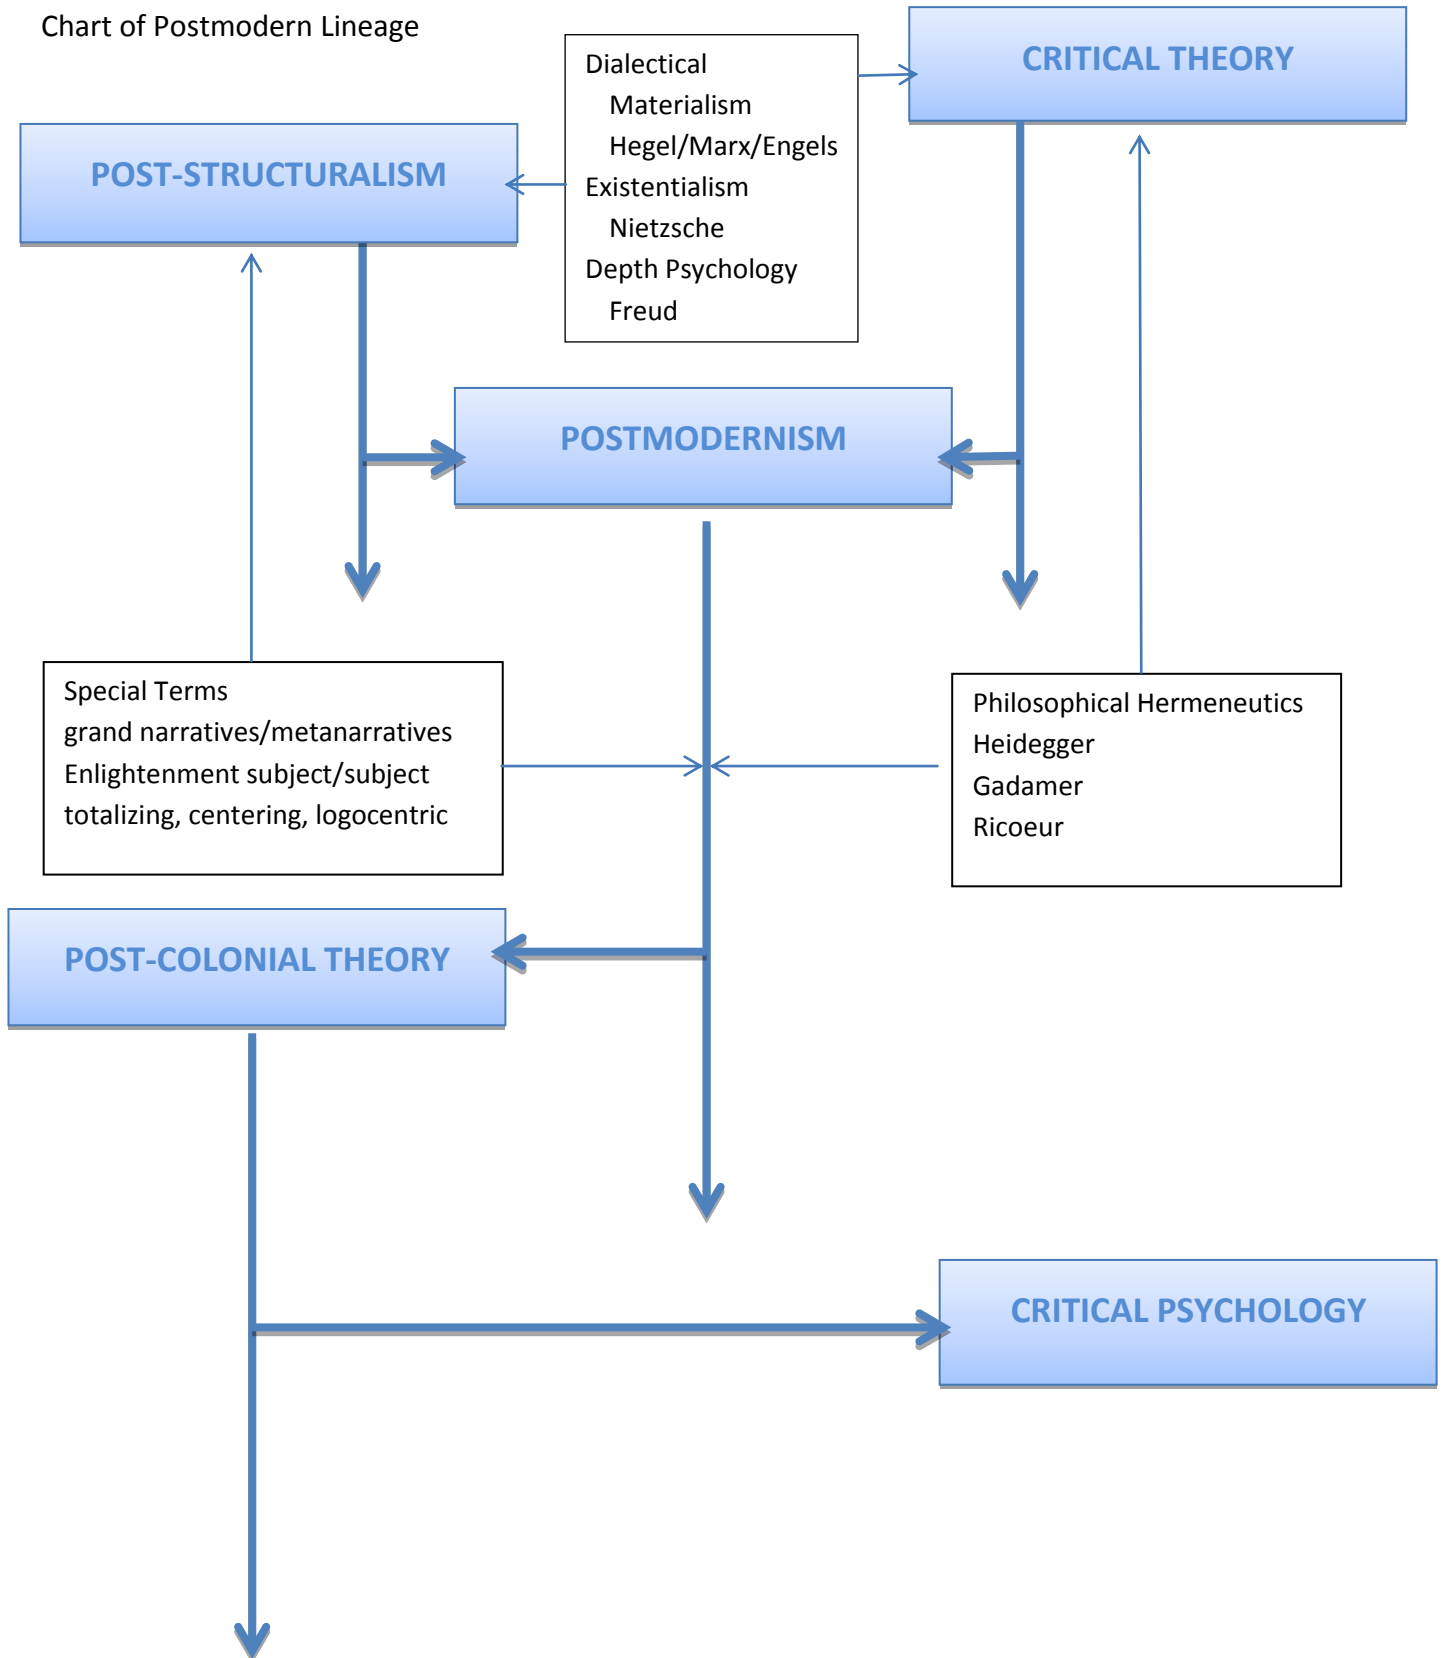 Chart of Postmodern Lineage
CRITICAL THEORY
Dialectical
Materialism
Hegel/Marx/Engels
Existentialism
Nietzsche
Depth Psychology
Freud
POST-STRUCTURALISM
POSTMODERNISM
Special Terms
grand narratives/metanarratives
Enlightenment subject/subject
totalizing, centering, logocentric
Philosophical Hermeneutics
Heidegger
Gadamer
Ricoeur
POST-COLONIAL THEORY
CRITICAL PSYCHOLOGY